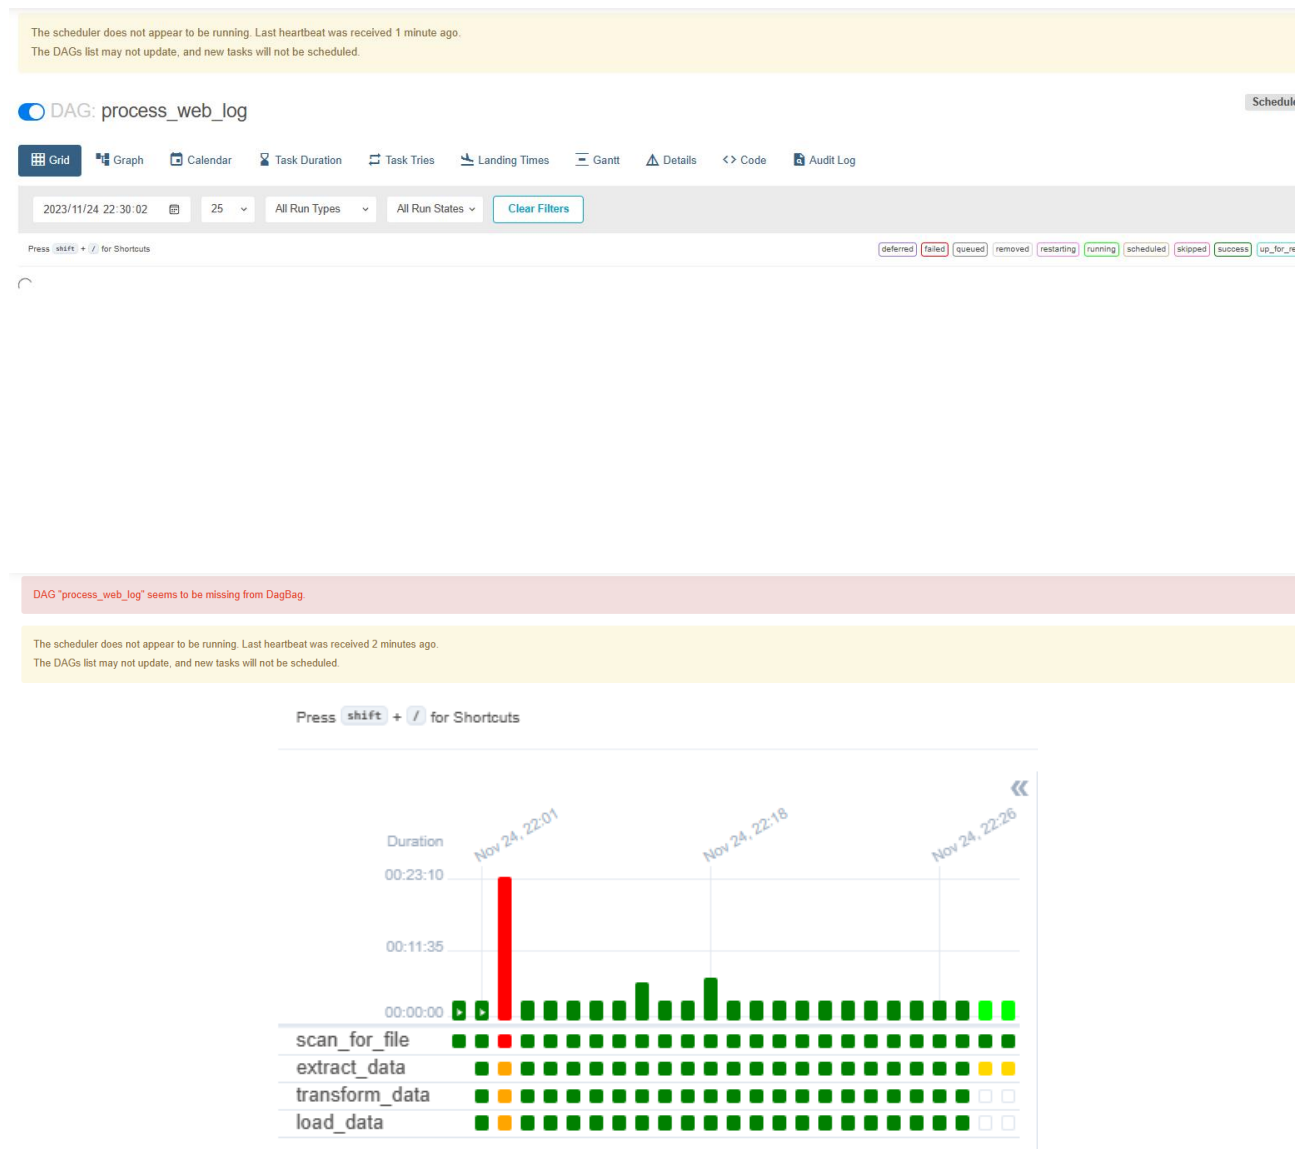 The scheduler does not appear to be running. Last heartbeat was received 1 minute ago.
The DAGs list may not update, and new tasks will not be scheduled.
DAG: process_web_log
Schedule
Grid Graph Calendar Task Duration Task Tries Landing Times Gantt Details <> Code Audit Log
2023/11/24 22:30:02 25 All Run Types All Run States Clear Filters
Press shift + / for Shortcuts
deferred failed queued removed restarting running scheduled skipped success up_for_re
DAG "process_web_log" seems to be missing from DagBag.
The scheduler does not appear to be running. Last heartbeat was received 2 minutes ago.
The DAGs list may not update, and new tasks will not be scheduled.
Press shift + / for Shortcuts
Nov 24, 22:01 Nov 24, 22:18 Nov 24, 22:26
Duration
00:23:10
00:11:35
00:00:00
scan_for_file
extract_data
transform_data
load_data